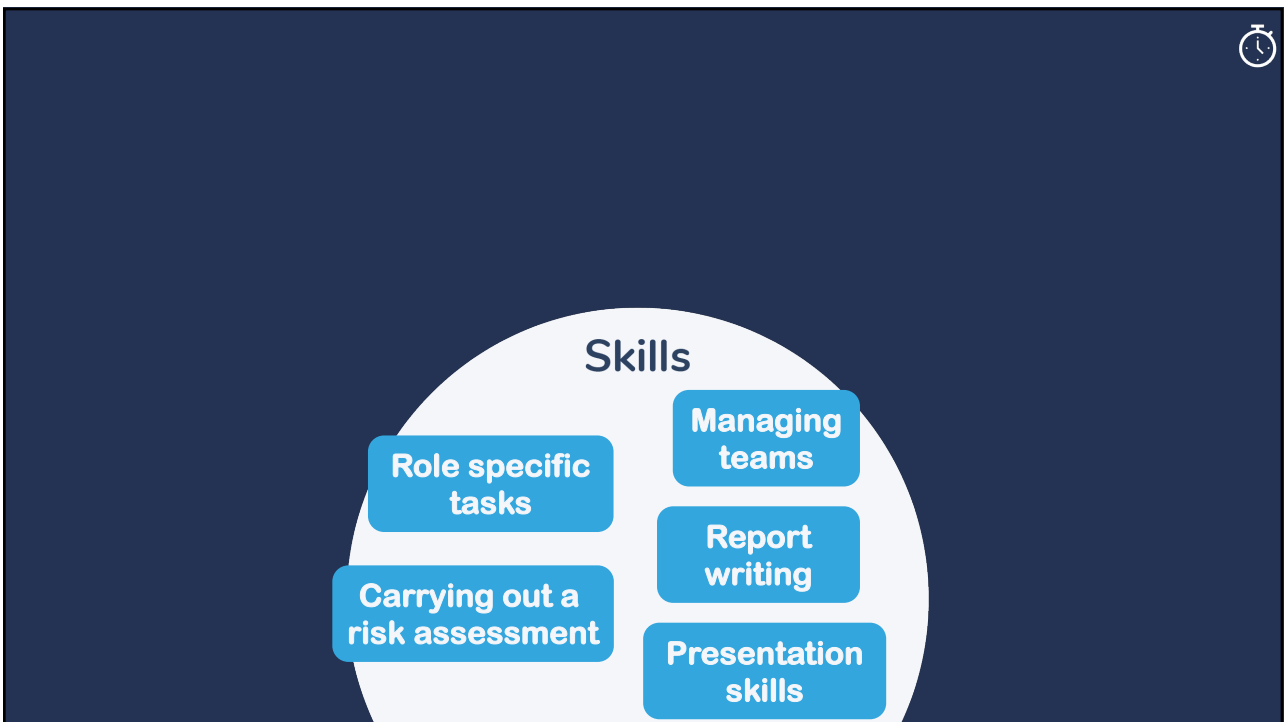 Skills
Managing
teams
Role specific
tasks
Report
writing
Carrying out a
risk assessment
Presentation
skills